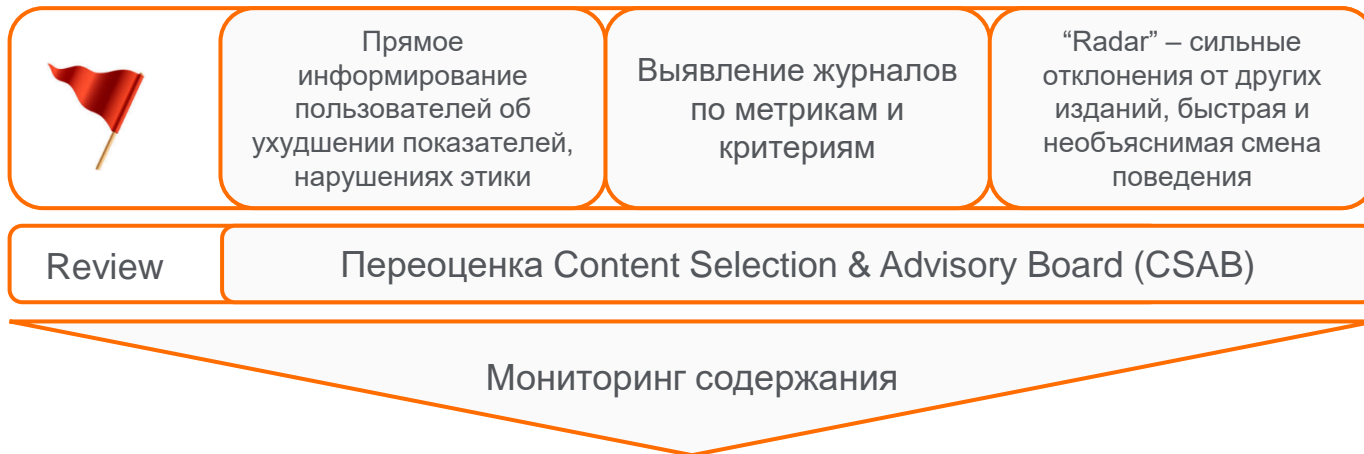 Прямое
информирование
пользователей об
ухудшении показателей,
нарушениях этики
Выявление журналов
по метрикам и
критериям
“Radar” – сильные
отклонения от других
изданий, быстрая и
необъяснимая смена
поведения
Review
Переоценка Content Selection & Advisory Board (CSAB)
Мониторинг содержания